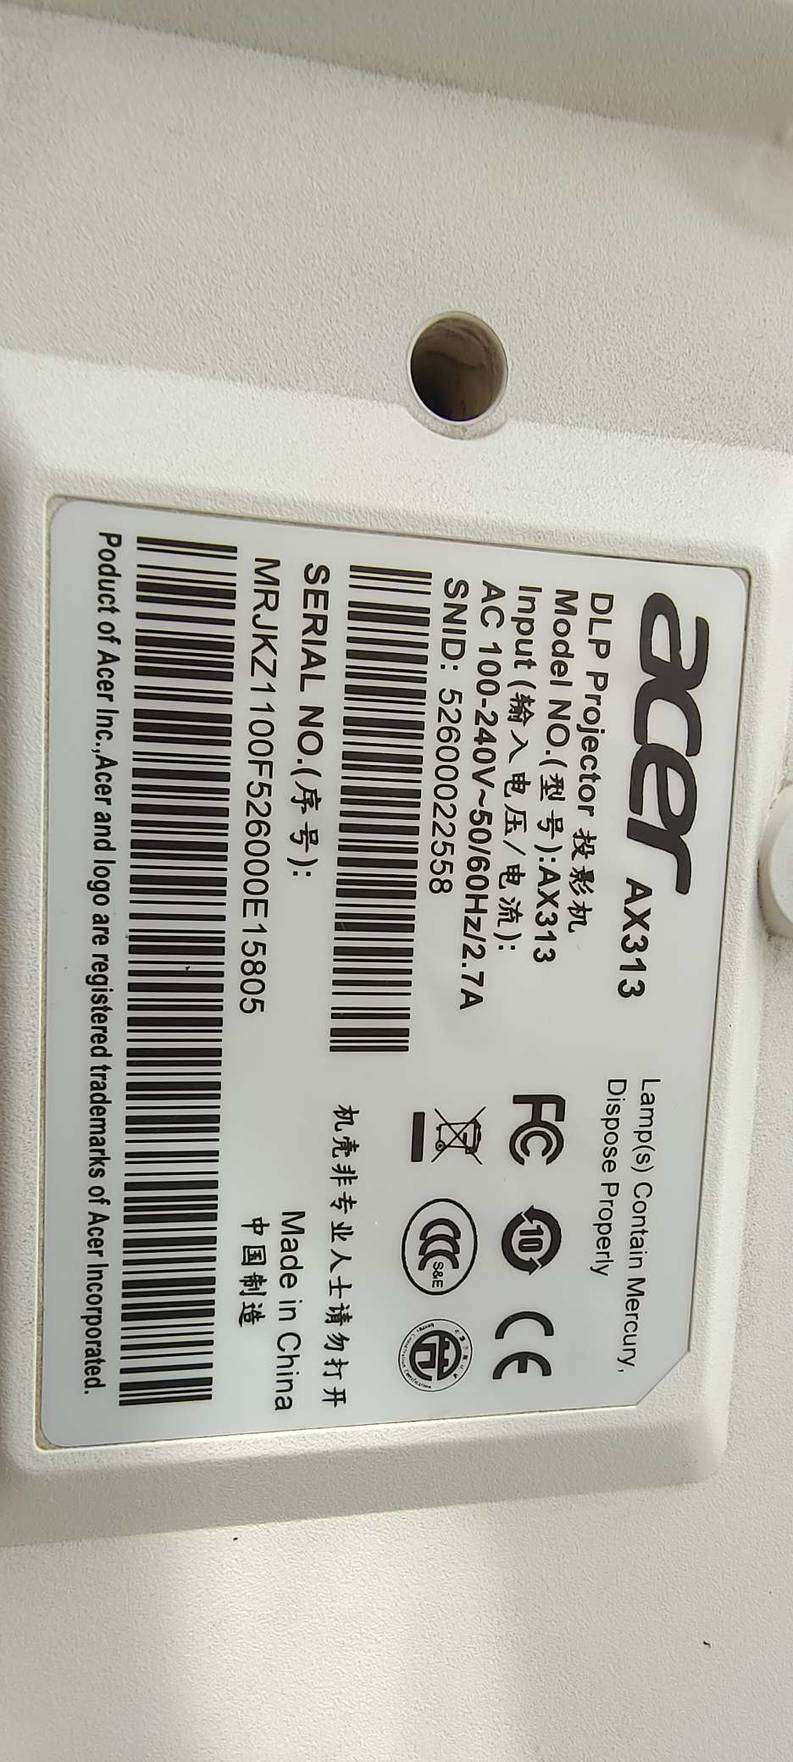 acer AX313
DLP Projector 投影机
Model NO.(型号):AX313
Input (输入电压/电流):
AC 100-240V~50/60Hz/2.7A
SNID: 52600022558
SERIAL NO.(序号):
MRJKZ1100F526000E15805
Poduct of Acer Inc.,Acer and logo are registered trademarks of Acer Incorporated.
Lamp(s) Contain Mercury,
Dispose Properly
FC 10 CE
CCC S&E
机壳非专业人士请勿打开
Made in China
中国制造